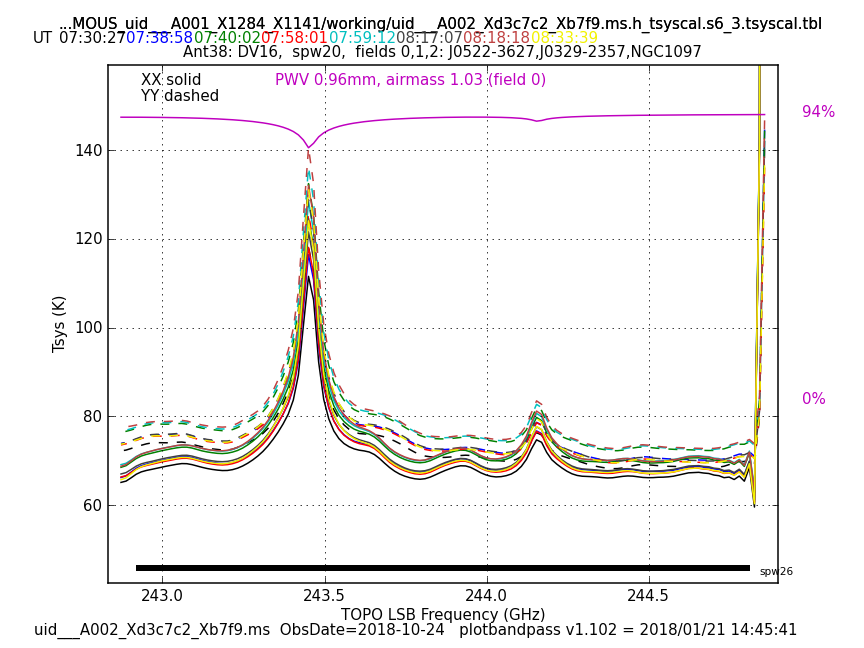 ...MOUS_uid___A001_X1284_X1141/working/uid___A002_Xd3c7c2_Xb7f9.ms.h_tsyscal.s6_3.tsyscal.tbl
UT 07:30:27 07:38:58 07:40:02 07:58:01 07:59:12 08:17:07 08:18:18 08:33:39
Ant38: DV16, spw20, fields 0,1,2: J0522-3627,J0329-2357,NGC1097
XX solid PWV 0.96mm, airmass 1.03 (field 0)
YY dashed
94%
140
120
Tsys (K)
100
80
0%
60
spw26
243.0 243.5 244.0 244.5
TOPO LSB Frequency (GHz)
uid___A002_Xd3c7c2_Xb7f9.ms ObsDate=2018-10-24 plotbandpass v1.102 = 2018/01/21 14:45:41